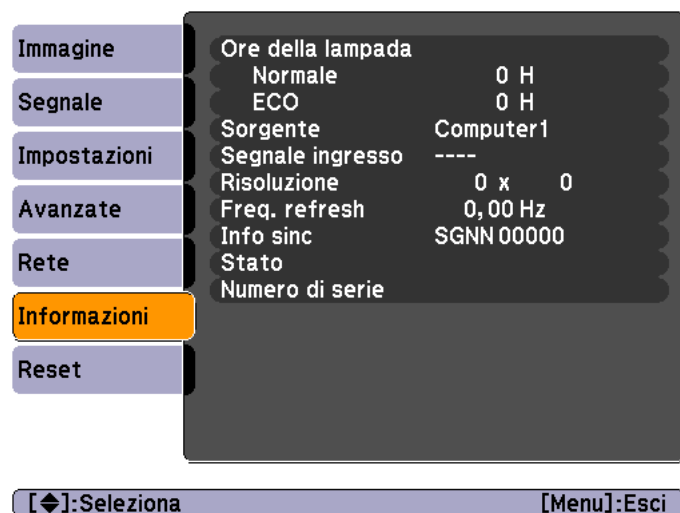 Immagine
Segnale
Impostazioni
Avanzate
Rete
Informazioni
Reset
Ore della lampada
Normale 0 H
ECO 0 H
Sorgente Computer1
Segnale ingresso ----
Risoluzione 0 x 0
Freq. refresh 0,00 Hz
Info sinc SGNN 00000
Stato
Numero di serie
[◆]:Seleziona [Menu]:Esci